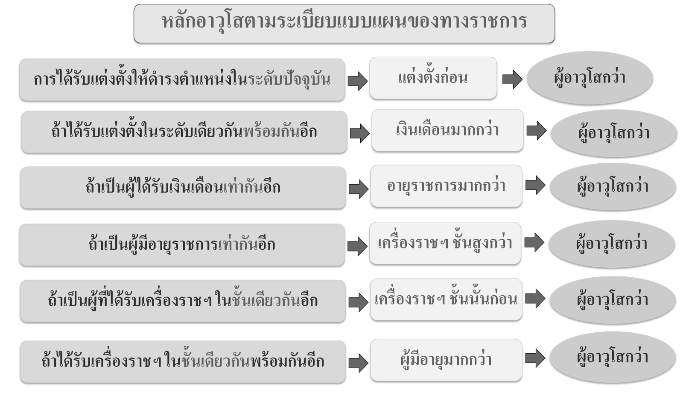 หลักอาวุโสตามระเบียบแบบแผนของทางราชการ
การได้รับแต่งตั้งให้ดำรงตำแหน่งในระดับปัจจุบัน แต่งตั้งก่อน ผู้อาวุโสกว่า
ถ้าได้รับแต่งตั้งในระดับเดียวกันพร้อมกันอีก เงินเดือนมากกว่า ผู้อาวุโสกว่า
ถ้าเป็นผู้ได้รับเงินเดือนเท่ากันอีก อายุราชการมากกว่า ผู้อาวุโสกว่า
ถ้าเป็นผู้มีอายุราชการเท่ากันอีก เครื่องราชฯ ชั้นสูงกว่า ผู้อาวุโสกว่า
ถ้าเป็นผู้ที่ได้รับเครื่องราชฯ ในชั้นเดียวกันอีก เครื่องราชฯ ชั้นนั้นก่อน ผู้อาวุโสกว่า
ถ้าได้รับเครื่องราชฯ ในชั้นเดียวกันพร้อมกันอีก ผู้มีอายุมากกว่า ผู้อาวุโสกว่า